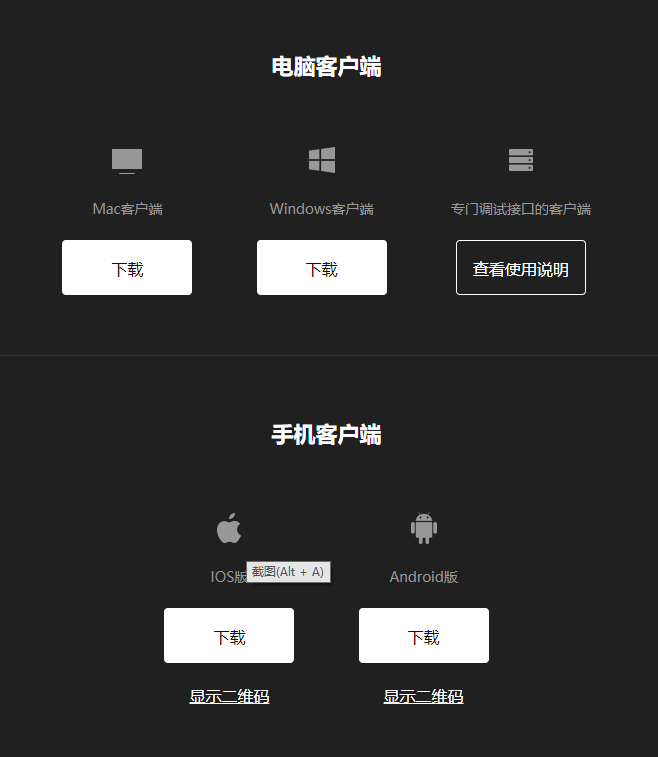 电脑客户端
Mac客户端 Windows客户端 专门调试接口的客户端
下载 下载 查看使用说明
手机客户端
IOS版 截图(Alt + A) Android版
下载 下载
显示二维码 显示二维码